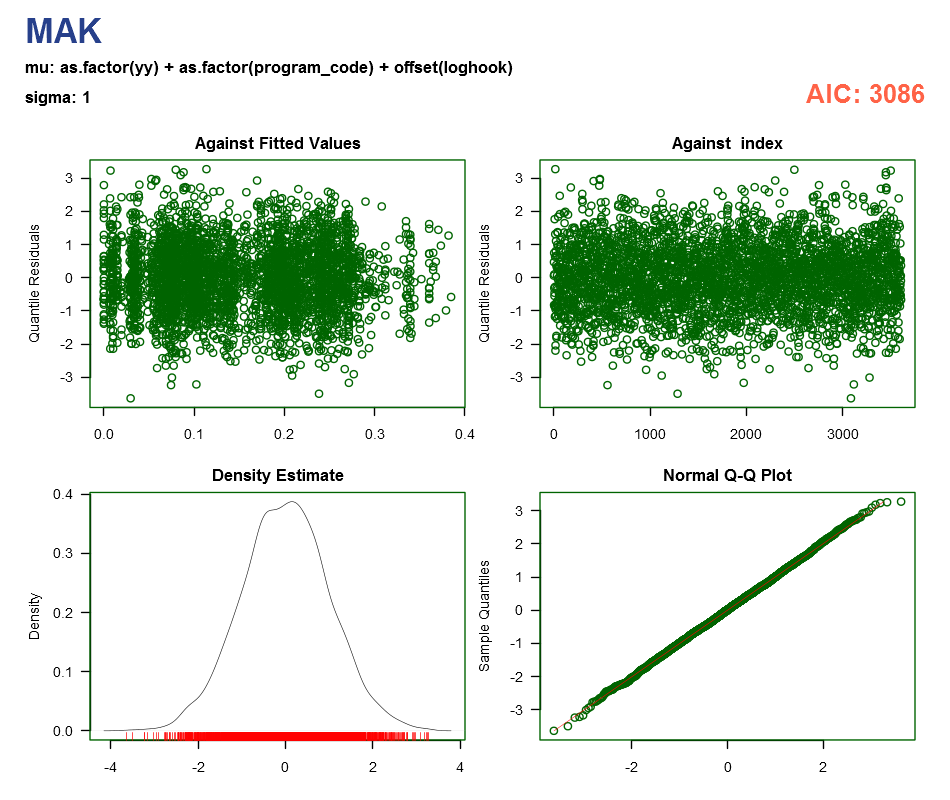 MAK
mu: as.factor(yy) + as.factor(program_code) + offset(loghook)
sigma: 1
AIC: 3086
Against Fitted Values
Quantile Residuals
3
2
1
0
-1
-2
-3
0.0 0.1 0.2 0.3 0.4
Against  index
Quantile Residuals
3
2
1
0
-1
-2
-3
0 1000 2000 3000
Density Estimate
Density
0.4
0.3
0.2
0.1
0.0
-4 -2 0 2 4
Normal Q-Q Plot
Sample Quantiles
3
2
1
0
-1
-2
-3
-2 0 2